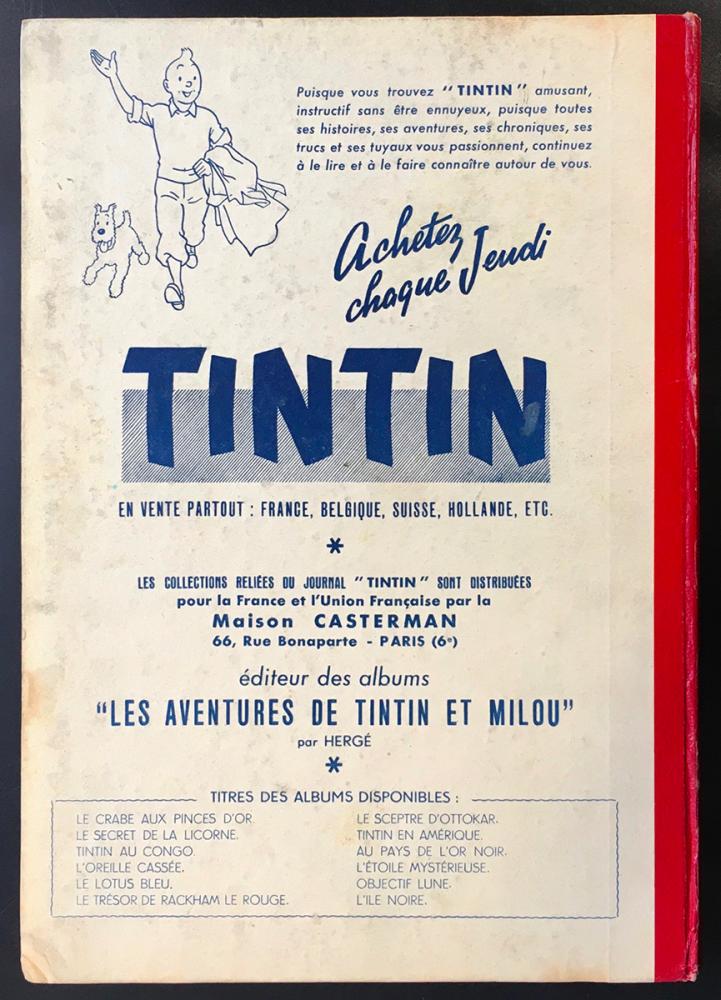 Puisque vous trouvez "TINTIN" amusant,
instructif sans être ennuyeux, puisque toutes
ses histoires, ses aventures, ses chroniques, ses
trucs et ses tuyaux vous passionnent, continuez
à le lire et à le faire connaître autour de vous.
Achetez
chaque Jeudi
TINTIN
EN VENTE PARTOUT : FRANCE, BELGIQUE, SUISSE, HOLLANDE, ETC.
*
LES COLLECTIONS RELIÉES DU JOURNAL "TINTIN" SONT DISTRIBUÉES
pour la France et l'Union Française par la
Maison CASTERMAN
66, Rue Bonaparte - PARIS (6e)
éditeur des albums
"LES AVENTURES DE TINTIN ET MILOU"
par HERGÉ
*
TITRES DES ALBUMS DISPONIBLES :
LE CRABE AUX PINCES D'OR.
LE SECRET DE LA LICORNE.
TINTIN AU CONGO.
L'OREILLE CASSÉE.
LE LOTUS BLEU.
LE TRÉSOR DE RACKHAM LE ROUGE.
LE SCEPTRE D'OTTOKAR.
TINTIN EN AMÉRIQUE.
AU PAYS DE L'OR NOIR.
L'ÉTOILE MYSTÉRIEUSE.
OBJECTIF LUNE.
L'ILE NOIRE.